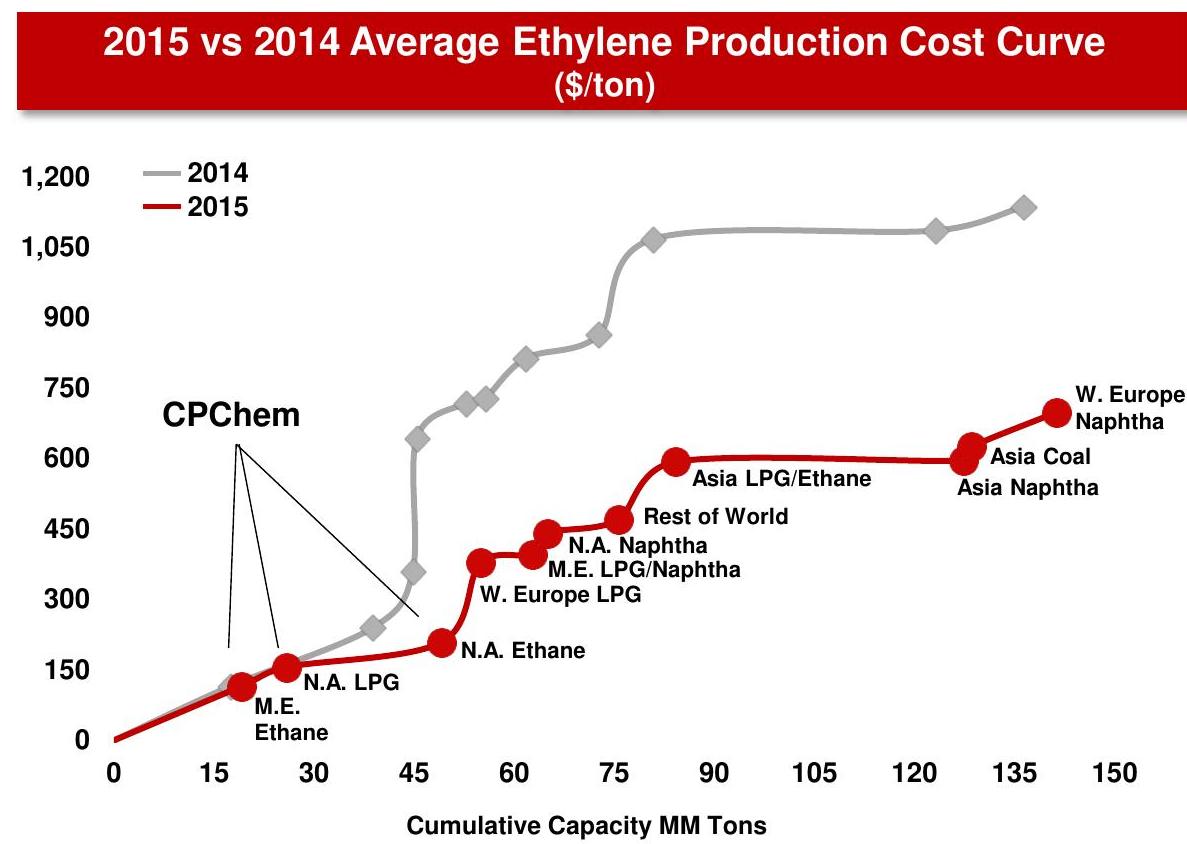 2015 vs 2014 Average Ethylene Production Cost Curve
($/ton)
1,200
1,050
900
750
600
450
300
150
0
2014
2015
CPChem
W. Europe
Naphtha
Asia Coal
Asia Naphtha
Asia LPG/Ethane
Rest of World
N.A. Naphtha
M.E. LPG/Naphtha
W. Europe LPG
N.A. Ethane
N.A. LPG
M.E.
Ethane
0 15 30 45 60 75 90 105 120 135 150
Cumulative Capacity MM Tons